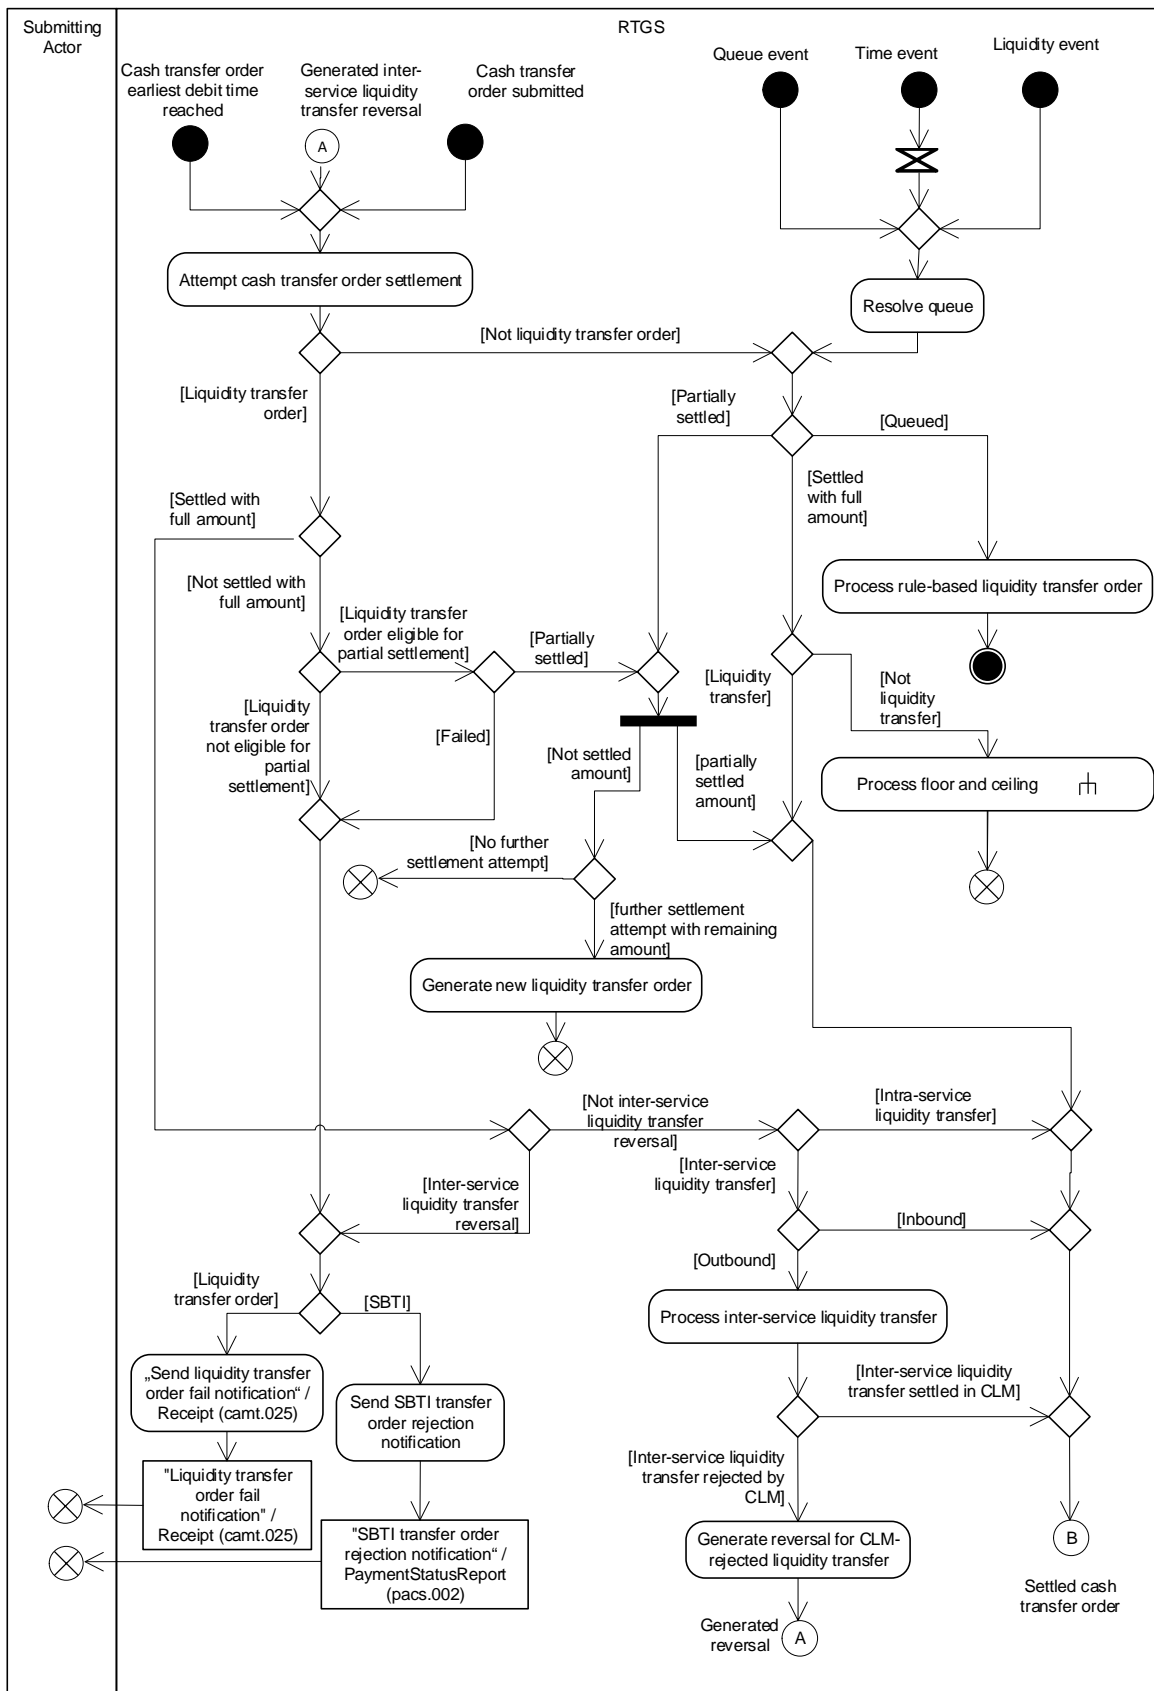 Submitting
Actor
RTGS
Cash transfer order
earliest debit time
reached
Generated inter-
service liquidity
transfer reversal
Cash transfer
order submitted
Queue event
Time event
Liquidity event
A
Attempt cash transfer order settlement
Resolve queue
[Not liquidity transfer order]
[Liquidity transfer
order]
[Partially
settled]
[Queued]
[Settled
with full
amount]
[Settled with
full amount]
Process rule-based liquidity transfer order
[Not settled with
full amount]
[Liquidity transfer
order eligible for
partial settlement]
[Partially
settled]
[Liquidity
transfer]
[Not
liquidity
transfer]
[Liquidity
transfer order
not eligible for
partial
settlement]
[Failed]
[Not settled
amount]
[partially
settled
amount]
Process floor and ceiling
[No further
settlement attempt]
[further settlement
attempt with remaining
amount]
Generate new liquidity transfer order
[Not inter-service
liquidity transfer
reversal]
[Intra-service
liquidity transfer]
[Inter-service
liquidity transfer
reversal]
[Inter-service
liquidity transfer]
[Inbound]
[Outbound]
[Liquidity
transfer order]
[SBTI]
Process inter-service liquidity transfer
„Send liquidity transfer
order fail notification“ /
Receipt (camt.025)
Send SBTI transfer
order rejection
notification
[Inter-service liquidity
transfer settled in CLM]
[Inter-service liquidity
transfer rejected by
CLM]
"Liquidity transfer
order fail
notification" /
Receipt (camt.025)
"SBTI transfer order
rejection notification“ /
PaymentStatusReport
(pacs.002)
Generate reversal for CLM-
rejected liquidity transfer
B
Settled cash
transfer order
Generated
reversal
A